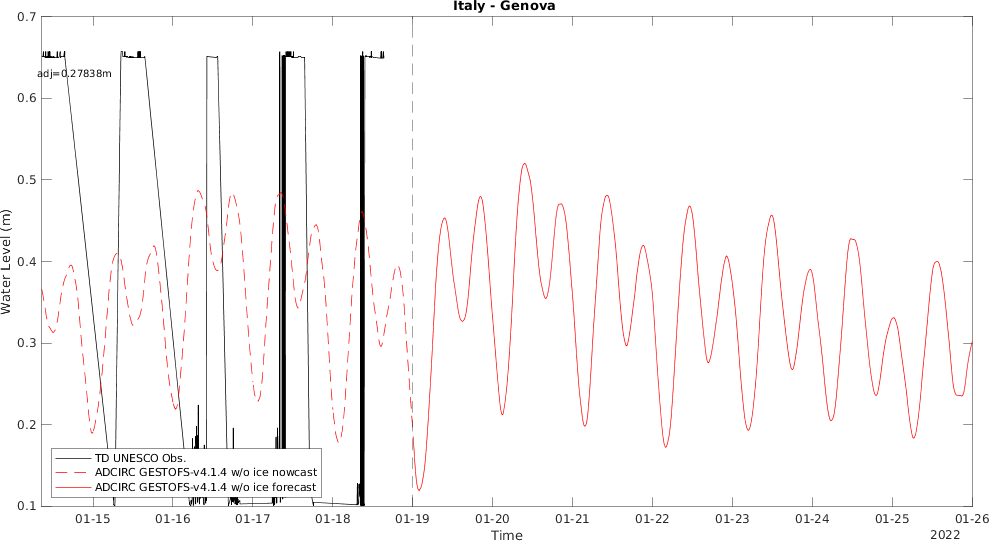 Italy - Genova
0.7
0.6
0.5
0.4
0.3
0.2
0.1
Water Level (m)
adj=0.27838m
TD UNESCO Obs.
ADCIRC GESTOFS-v4.1.4 w/o ice nowcast
ADCIRC GESTOFS-v4.1.4 w/o ice forecast
01-15 01-16 01-17 01-18 01-19 01-20 01-21 01-22 01-23 01-24 01-25 01-26
Time
2022